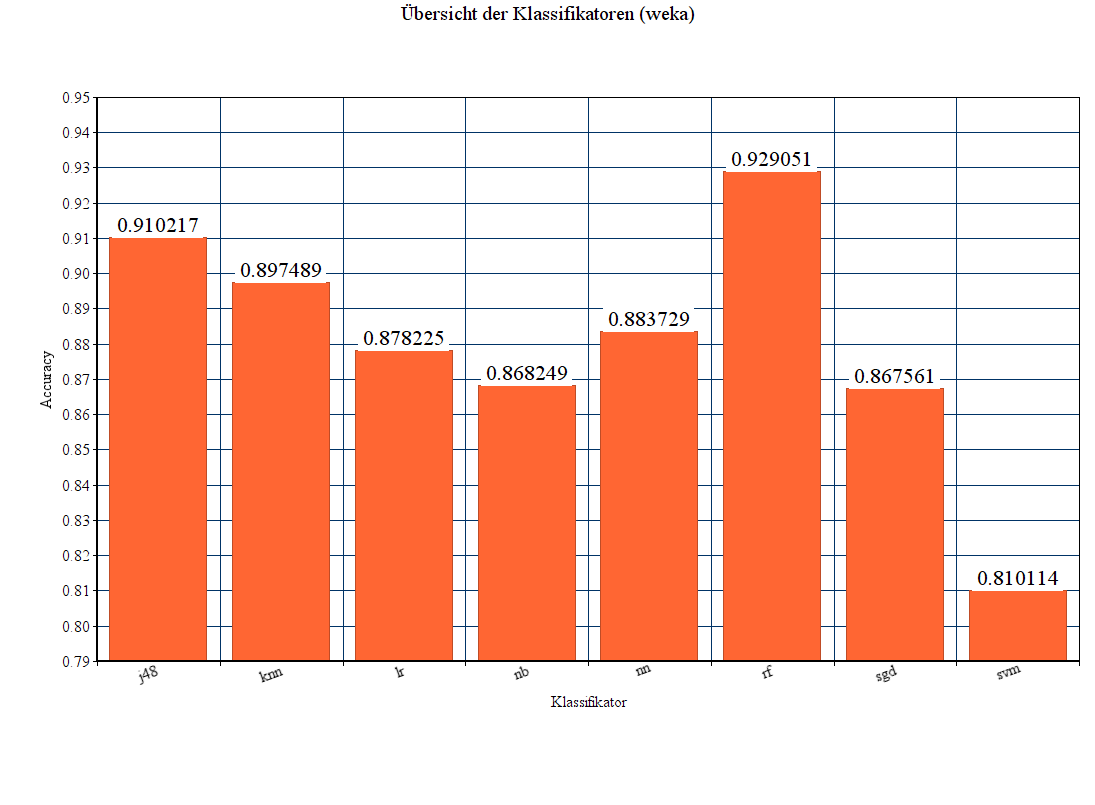 Übersicht der Klassifikatoren (weka)
0.95
0.94
0.93
0.92
0.91
0.90
0.89
0.88
0.87
0.86
0.85
0.84
0.83
0.82
0.81
0.80
0.79
Accuracy
0.910217
0.897489
0.878225
0.868249
0.883729
0.929051
0.867561
0.810114
j48
knn
lr
nb
nn
rf
sgd
svm
Klassifikator